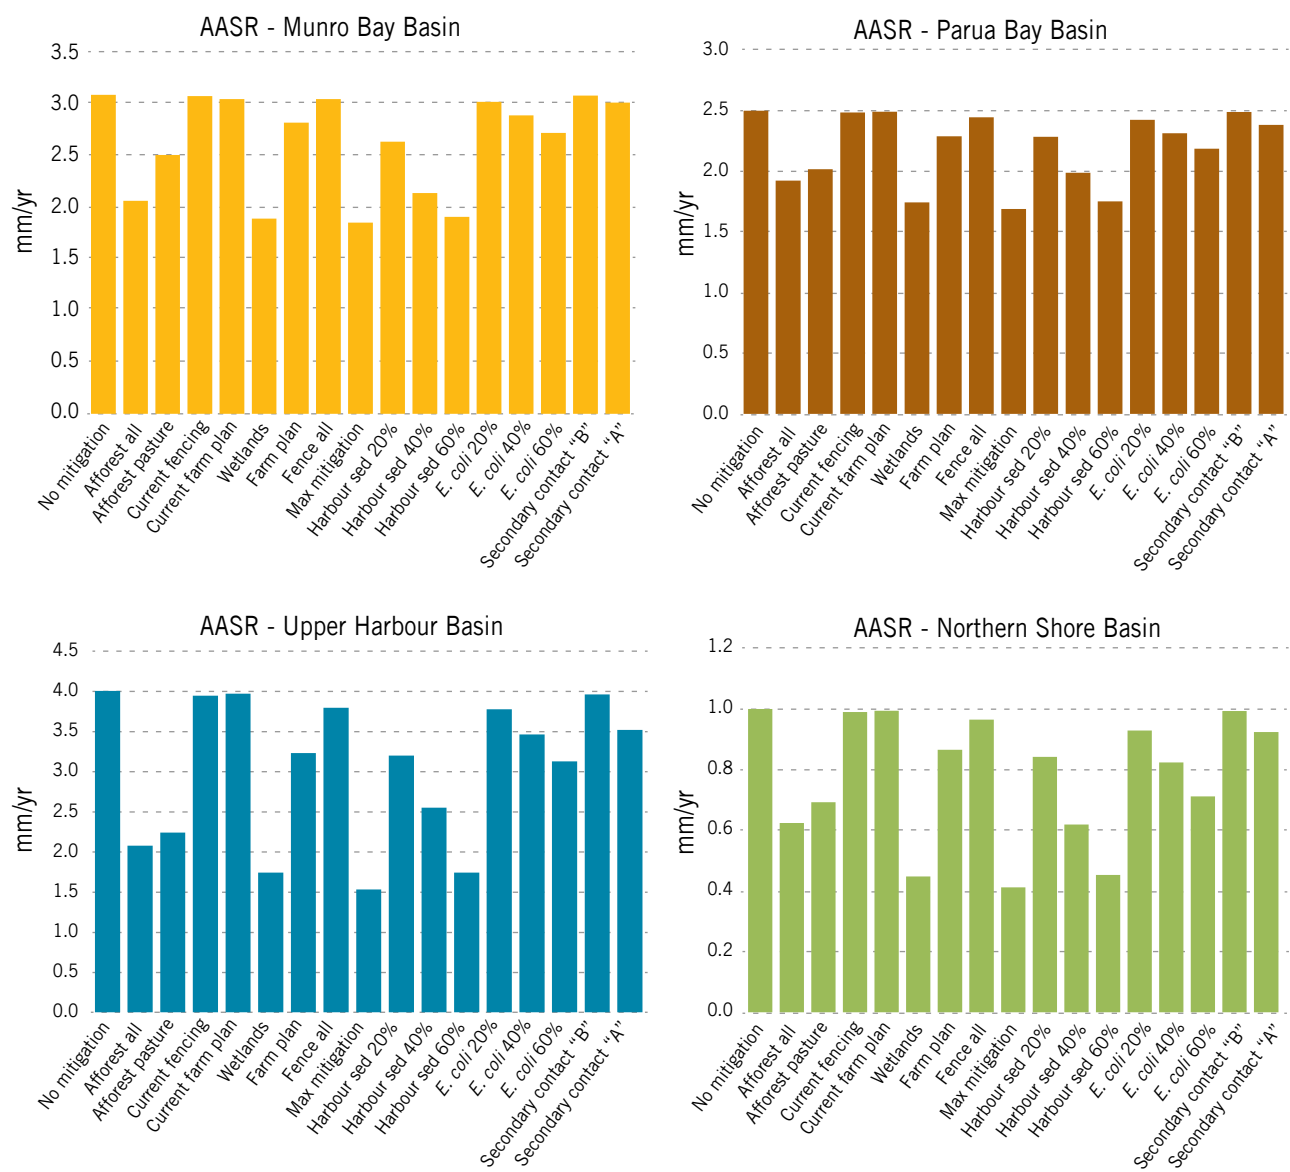 AASR - Munro Bay Basin
3.5
3.0
2.5
2.0
1.5
1.0
0.5
0.0
mm/yr
No mitigation
Afforest all
Afforest pasture
Current fencing
Current farm plan
Wetlands
Farm plan
Fence all
Max mitigation
Harbour sed 20%
Harbour sed 40%
Harbour sed 60%
E. coli 20%
E. coli 40%
E. coli 60%
Secondary contact “B”
Secondary contact “A”
AASR - Parua Bay Basin
3.0
2.5
2.0
1.5
1.0
0.5
0.0
mm/yr
No mitigation
Afforest all
Afforest pasture
Current fencing
Current farm plan
Wetlands
Farm plan
Fence all
Max mitigation
Harbour sed 20%
Harbour sed 40%
Harbour sed 60%
E. coli 20%
E. coli 40%
E. coli 60%
Secondary contact “B”
Secondary contact “A”
AASR - Upper Harbour Basin
4.5
4.0
3.5
3.0
2.5
2.0
1.5
1.0
0.5
0.0
mm/yr
No mitigation
Afforest all
Afforest pasture
Current fencing
Current farm plan
Wetlands
Farm plan
Fence all
Max mitigation
Harbour sed 20%
Harbour sed 40%
Harbour sed 60%
E. coli 20%
E. coli 40%
E. coli 60%
Secondary contact “B”
Secondary contact “A”
AASR - Northern Shore Basin
1.2
1.0
0.8
0.6
0.4
0.2
0.0
mm/yr
No mitigation
Afforest all
Afforest pasture
Current fencing
Current farm plan
Wetlands
Farm plan
Fence all
Max mitigation
Harbour sed 20%
Harbour sed 40%
Harbour sed 60%
E. coli 20%
E. coli 40%
E. coli 60%
Secondary contact “B”
Secondary contact “A”